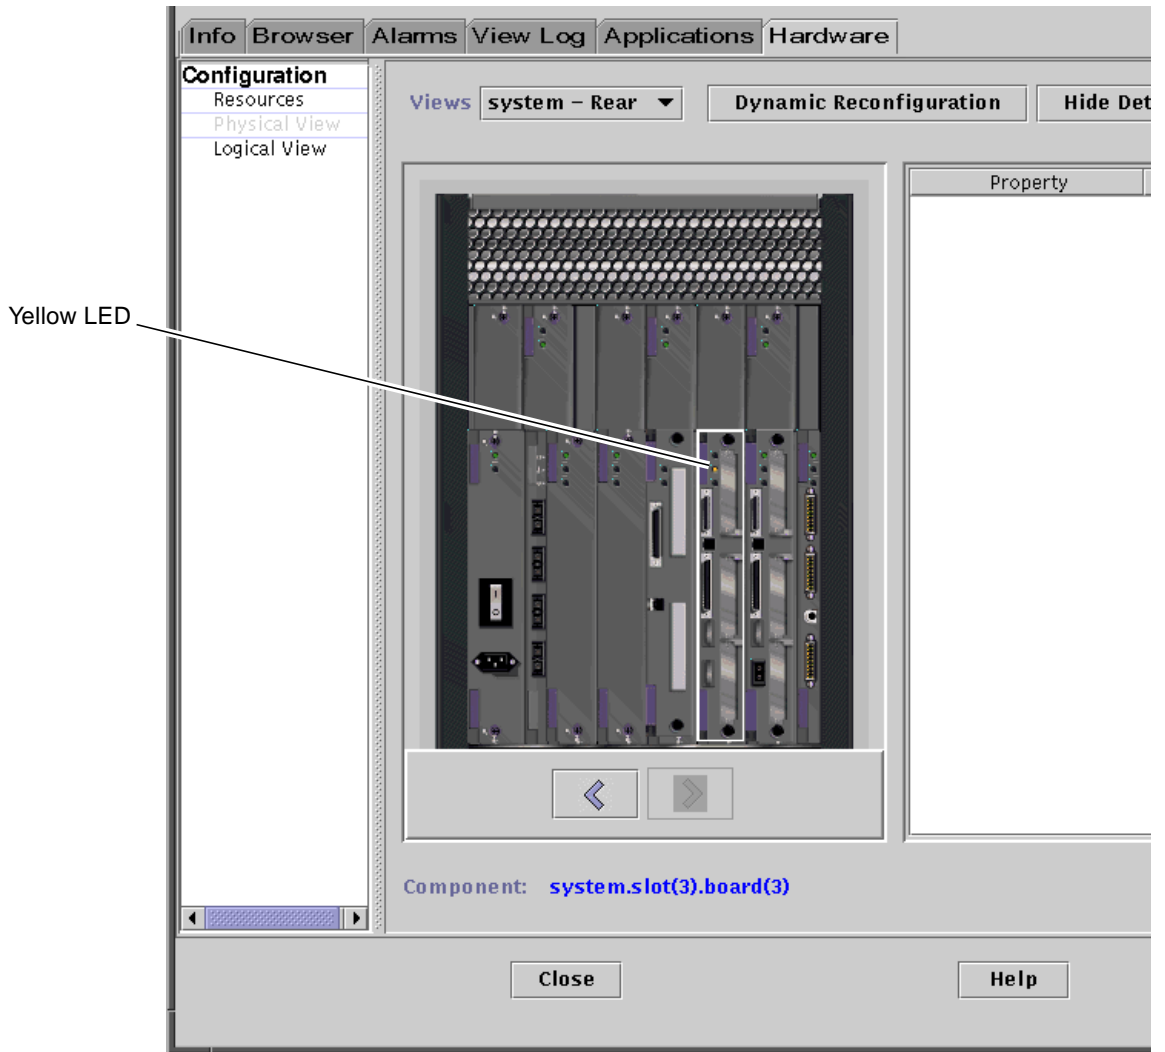 Info Browser Alarms View Log Applications Hardware
Configuration
Resources
Physical View
Logical View
Views system – Rear Dynamic Reconfiguration Hide Det
Property
Yellow LED
Component: system.slot(3).board(3)
Close Help